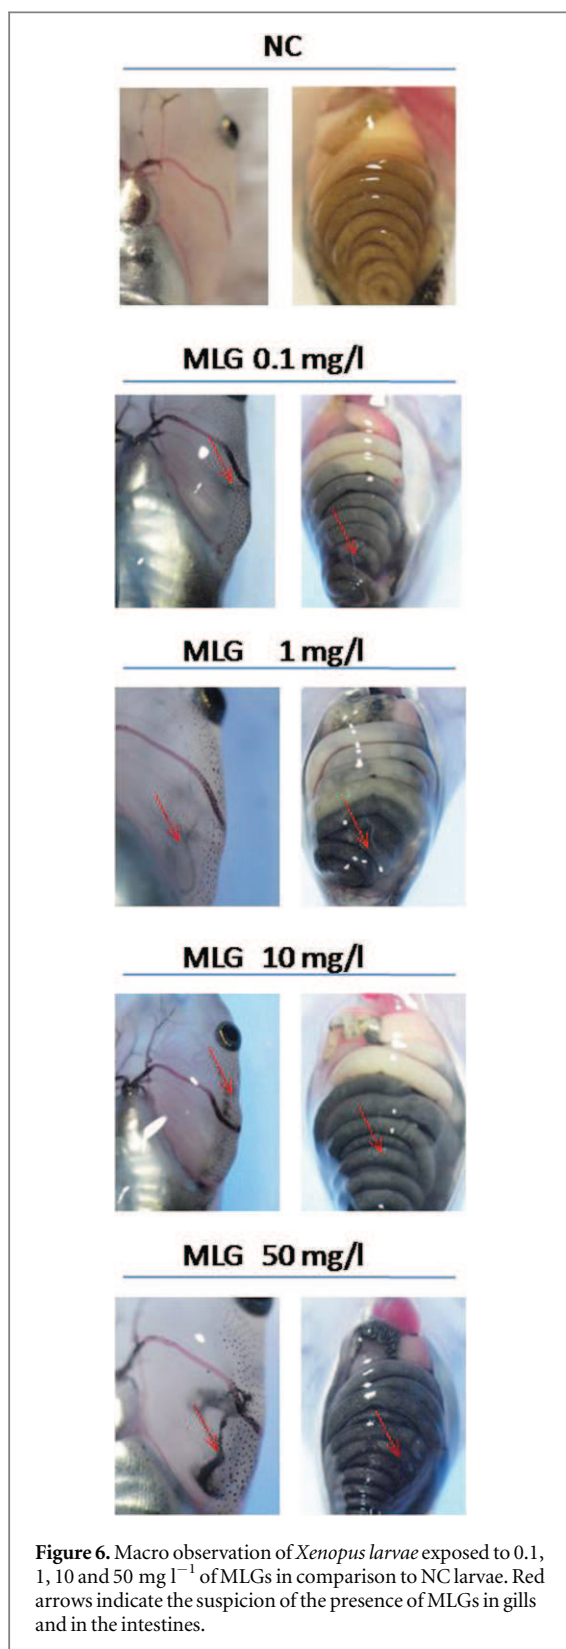 NC
MLG 0.1 mg/l
MLG 1 mg/l
MLG 10 mg/l
MLG 50 mg/l
Figure 6. Macro observation of Xenopus larvae exposed to 0.1,
1, 10 and 50 mg l⁻¹ of MLGs in comparison to NC larvae. Red
arrows indicate the suspicion of the presence of MLGs in gills
and in the intestines.